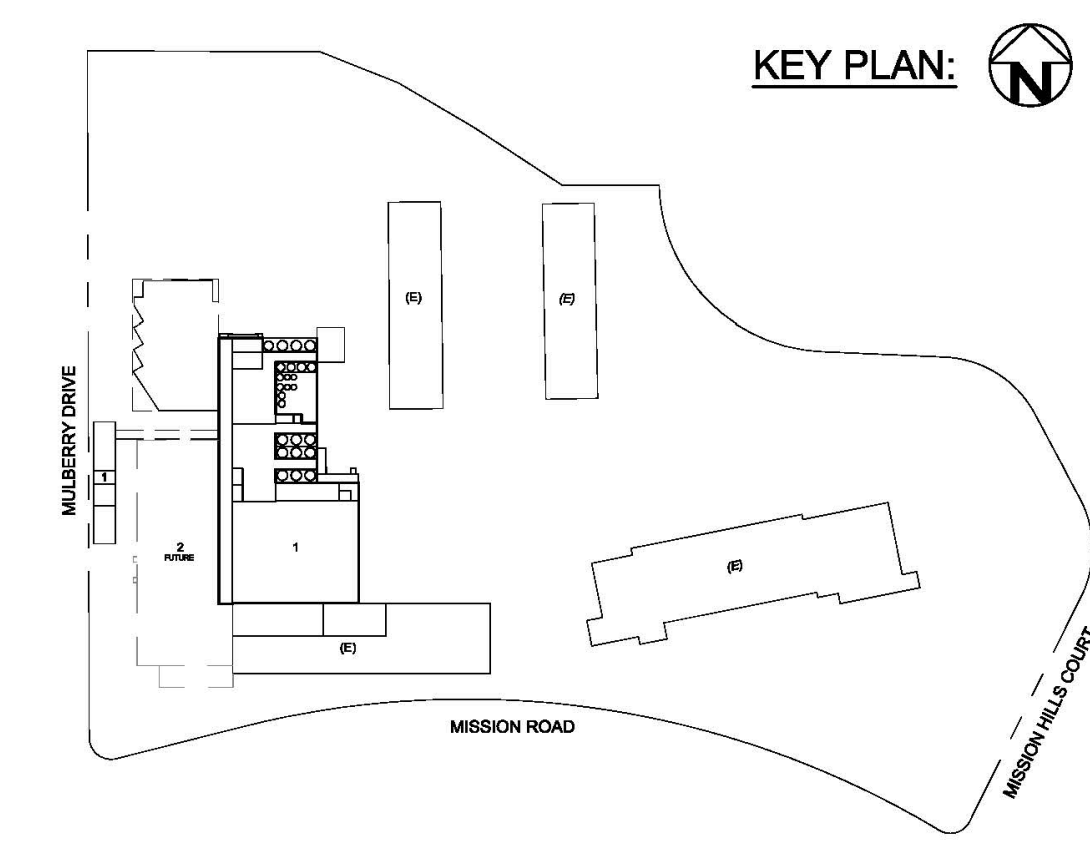 KEY PLAN:
N
(E)
(E)
MULBERRY DRIVE
1
2
FUTURE
1
(E)
(E)
MISSION ROAD
MISSION HILLS COURT